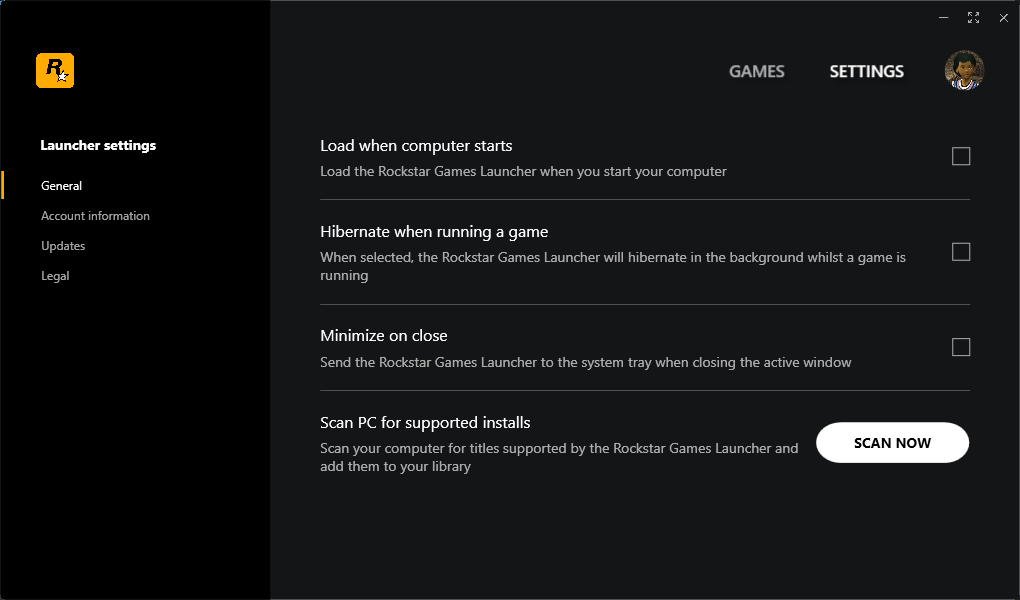 R
GAMES
SETTINGS
Launcher settings
General
Account information
Updates
Legal
Load when computer starts
Load the Rockstar Games Launcher when you start your computer
Hibernate when running a game
When selected, the Rockstar Games Launcher will hibernate in the background whilst a game is
running
Minimize on close
Send the Rockstar Games Launcher to the system tray when closing the active window
Scan PC for supported installs
Scan your computer for titles supported by the Rockstar Games Launcher and
add them to your library
SCAN NOW